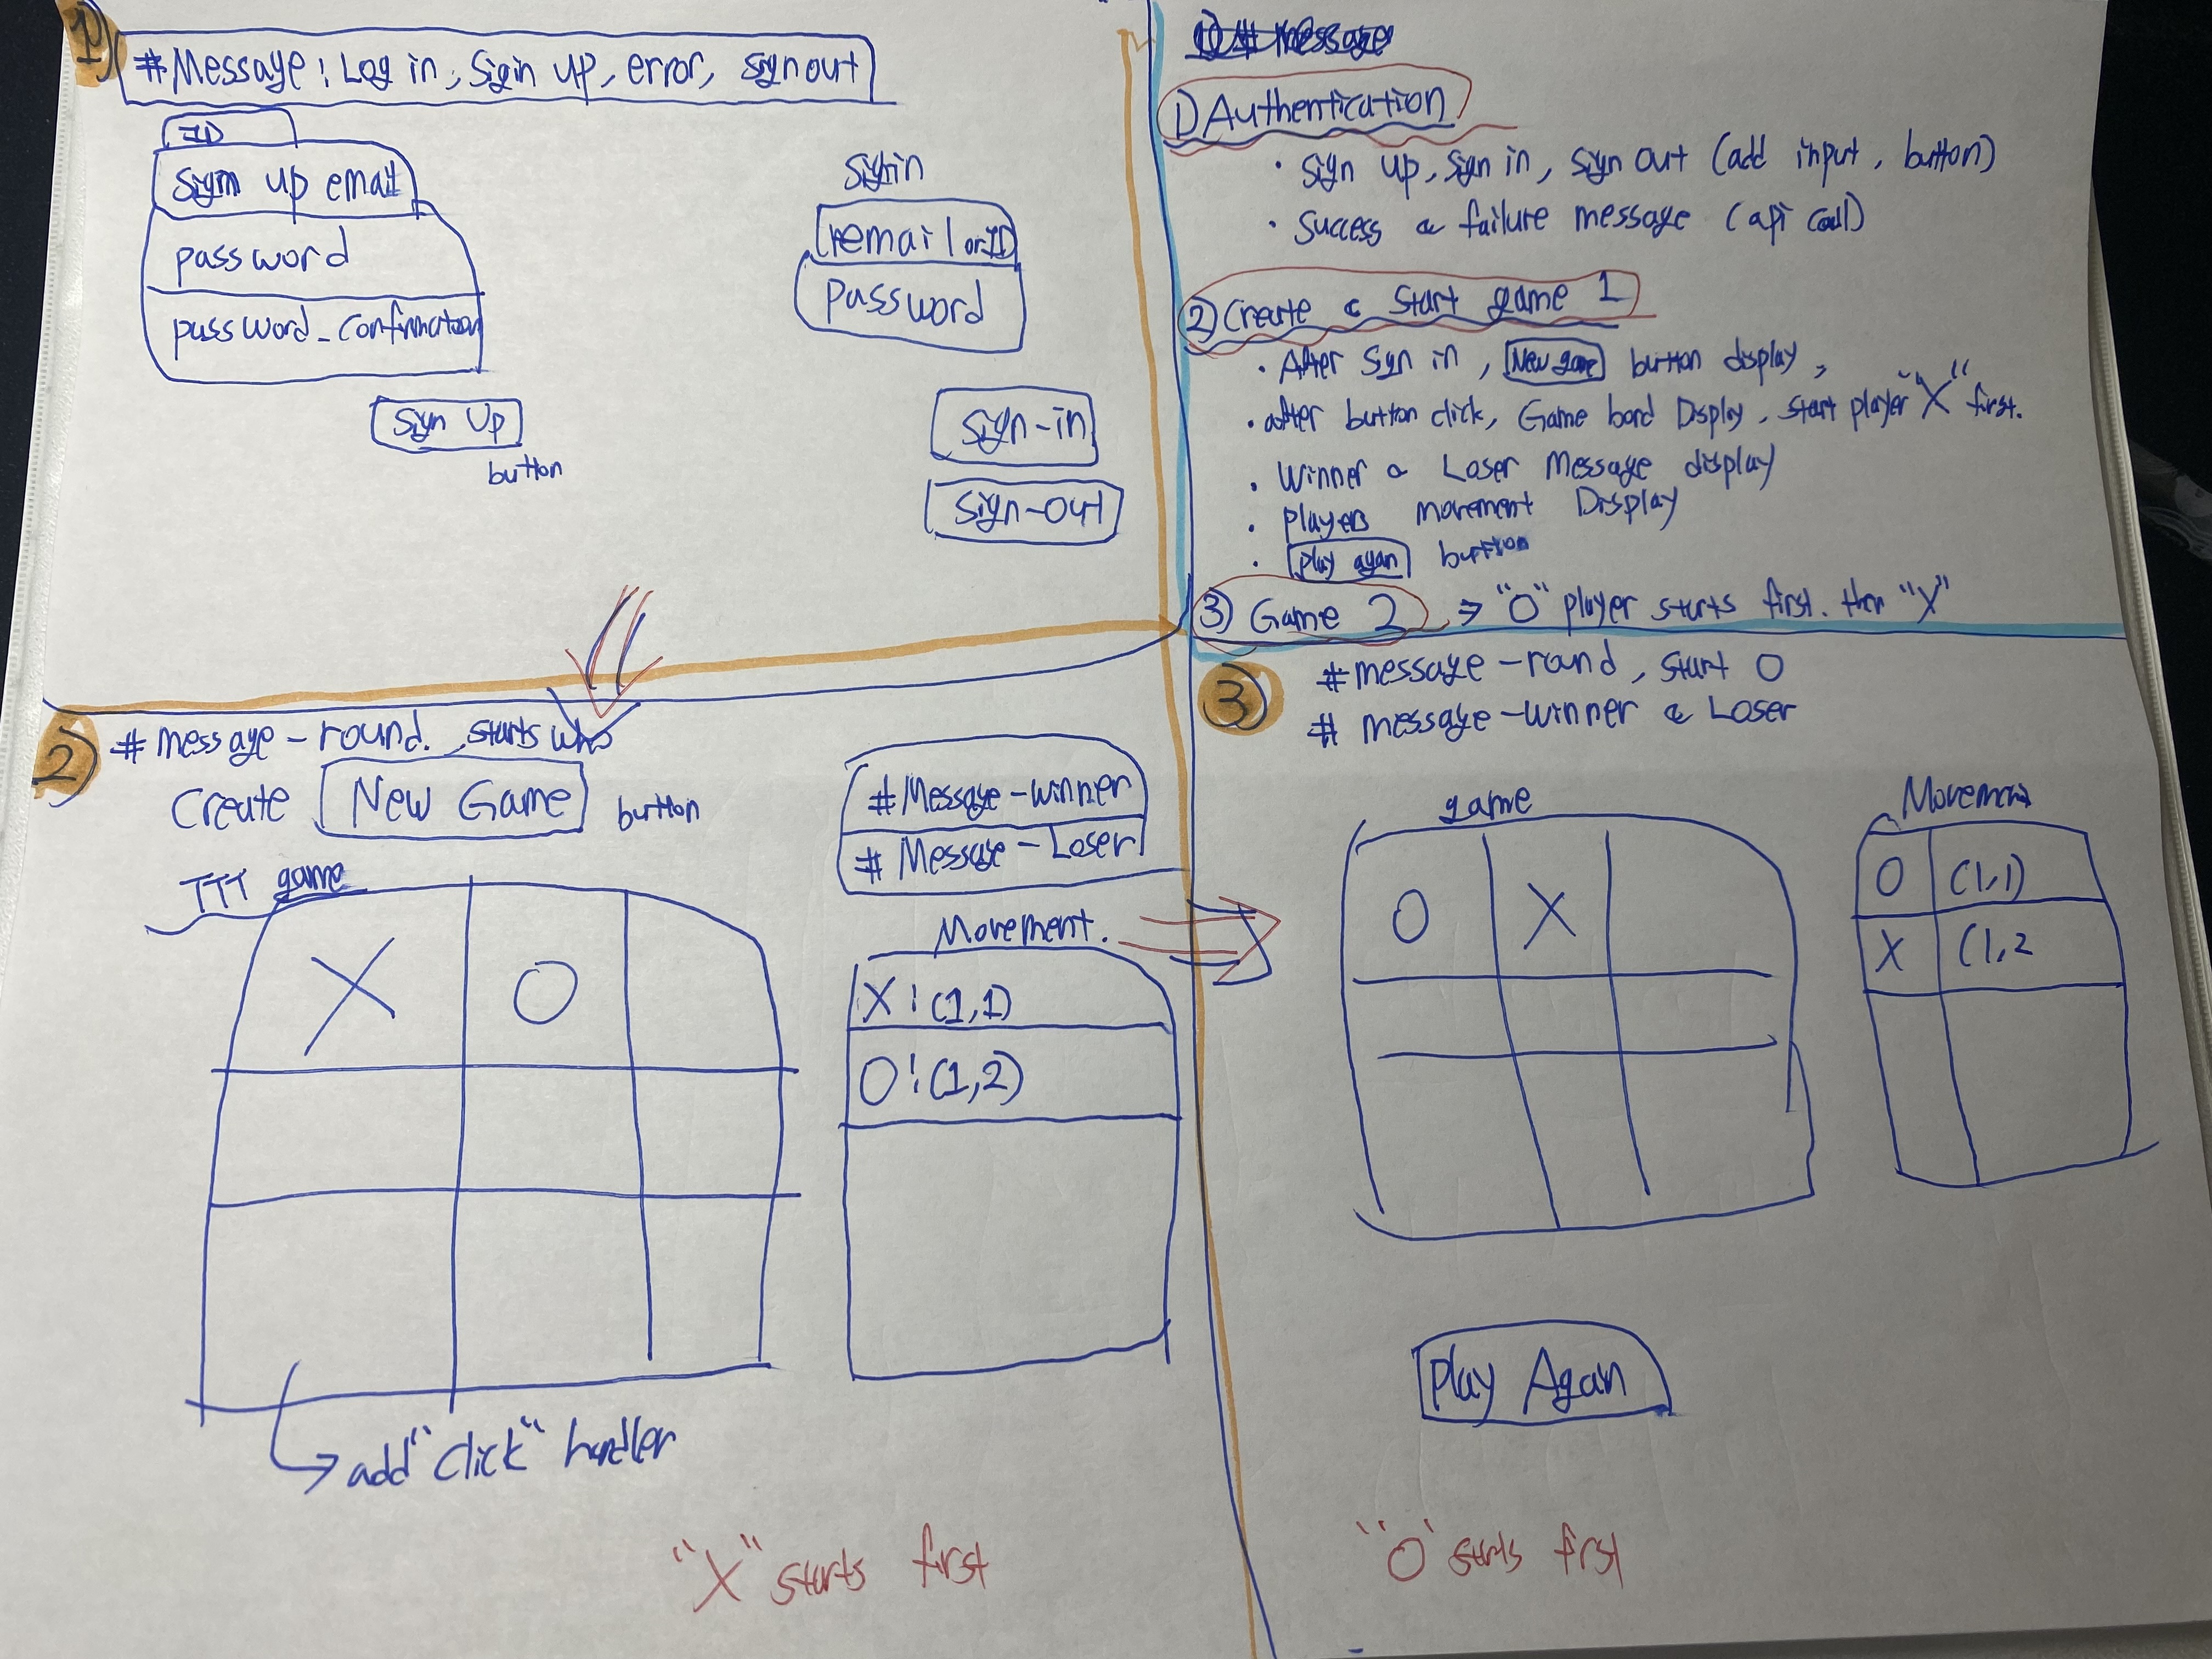 1)
#Message: Log in, Sigin up, error, sign out
ID
Sign up email
password
password_confirmation
Sign Up
button
Signin
email or ID
Password
Sign-in
Sign-out
1) # message
1) Authentication
· Sign up, sign in, sign out (add input, button)
· Success & failure message (api call)
2) Create & Start game 1
· After sign in, New game button display,
· after button click, Game bord Display, start player "X" first.
· Winner & Loser Message display
· players movement Display
· play again button
3) Game 2 ⇒ "O" player starts first. then "X"
2)
# message - round. starts who
Create New Game button
TTT game
X O
# Message - winner
# Message - Loser
Movement.
X : (1,1)
O : (1,2)
add "click" handler
"X" starts first
3)
# message - round, start O
# message - winner & Loser
game
O X
Movement
O (1,1)
X (1,2
Play Again
"O" starts first